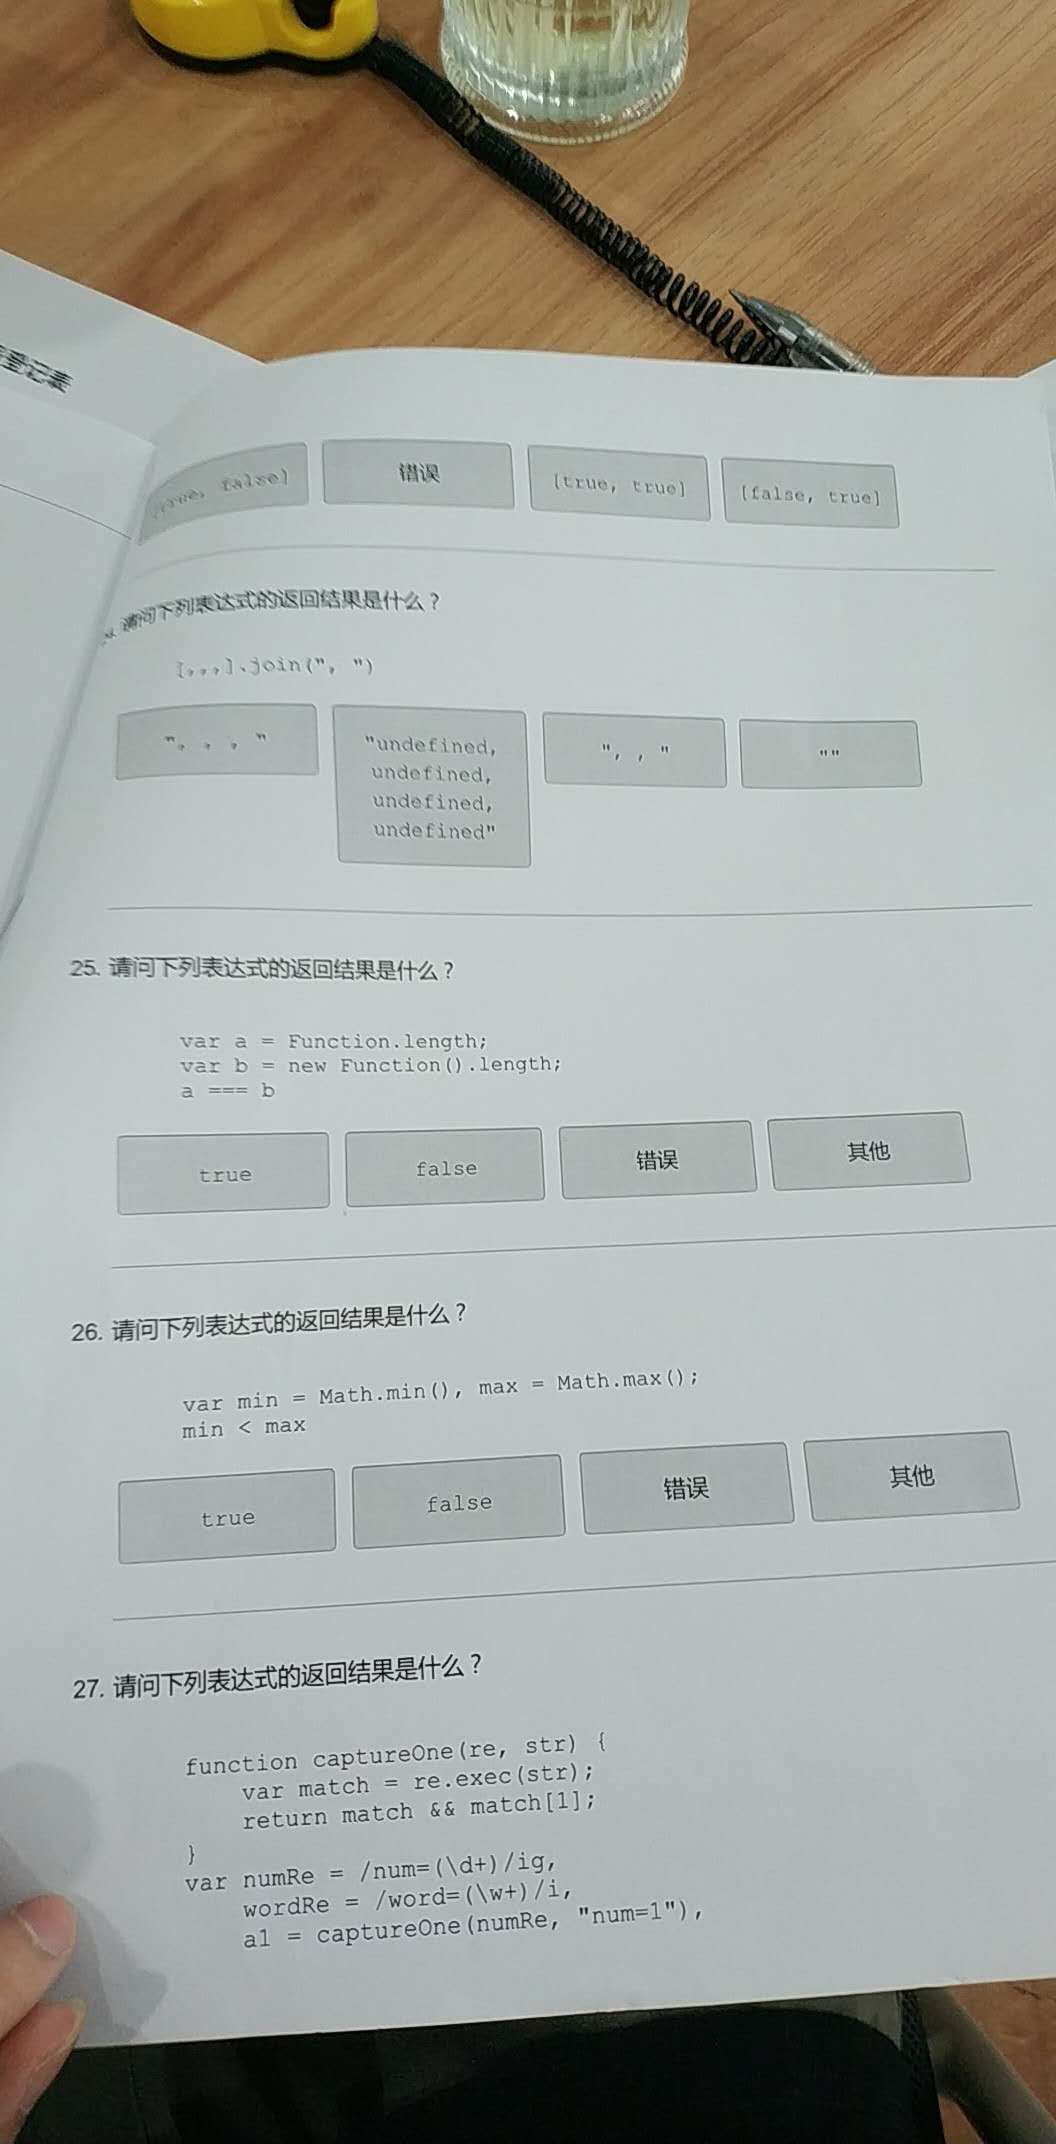 登记表
false]
错误
[true, true]
[false, true]
请问下列表达式的返回结果是什么？
[,,,].join(", ")
", , , "
"undefined,
undefined,
undefined,
undefined"
", , "
""
25. 请问下列表达式的返回结果是什么？
var a = Function.length;
var b = new Function().length;
a === b
true
false
错误
其他
26. 请问下列表达式的返回结果是什么？
var min = Math.min(), max = Math.max();
min < max
true
false
错误
其他
27. 请问下列表达式的返回结果是什么？
function captureOne(re, str) {
var match = re.exec(str);
return match && match[1];
}
var numRe = /num=(\d+)/ig,
wordRe = /word=(\w+)/i,
a1 = captureOne(numRe, "num=1"),